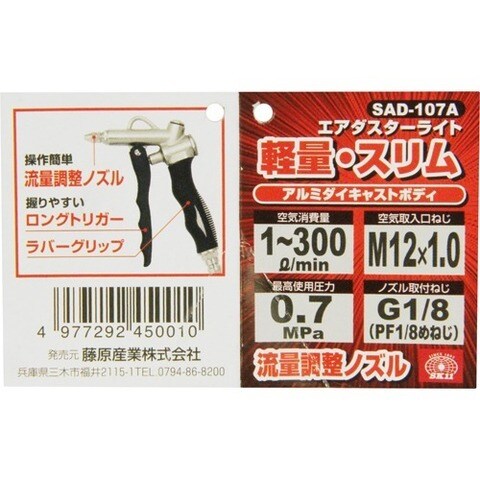 操作簡単
流量調整ノズル
握りやすい
ロングトリガー
ラバーグリップ
4 977292 450010
発売元 藤原産業株式会社
兵庫県三木市福井2115-1TEL.0794-86-8200
SAD-107A
エアダスターライト
軽量・スリム
アルミダイキャストボディ
空気消費量
1~300
ℓ/min
空気取入口ねじ
M12×1.0
最高使用圧力
0.7
MPa
ノズル取付ねじ
G1/8
(PF1/8めねじ)
流量調整ノズル
SK11